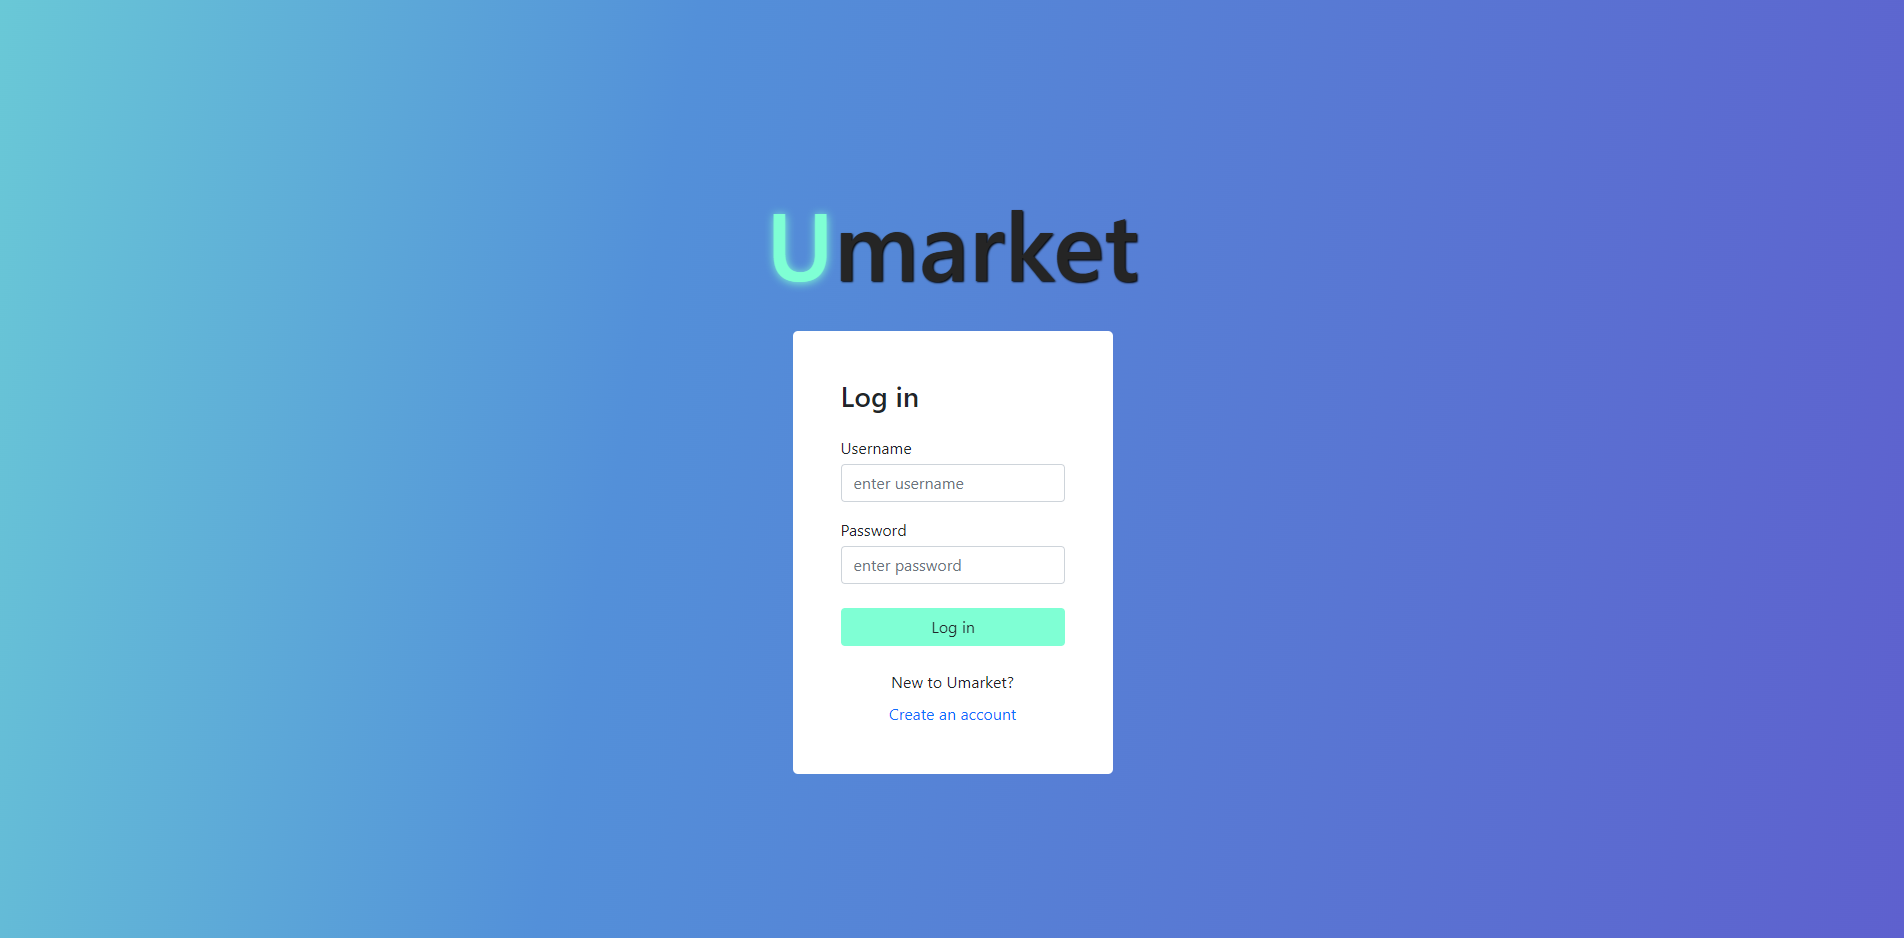 Umarket
Log in
Username
enter username
Password
enter password
Log in
New to Umarket?
Create an account